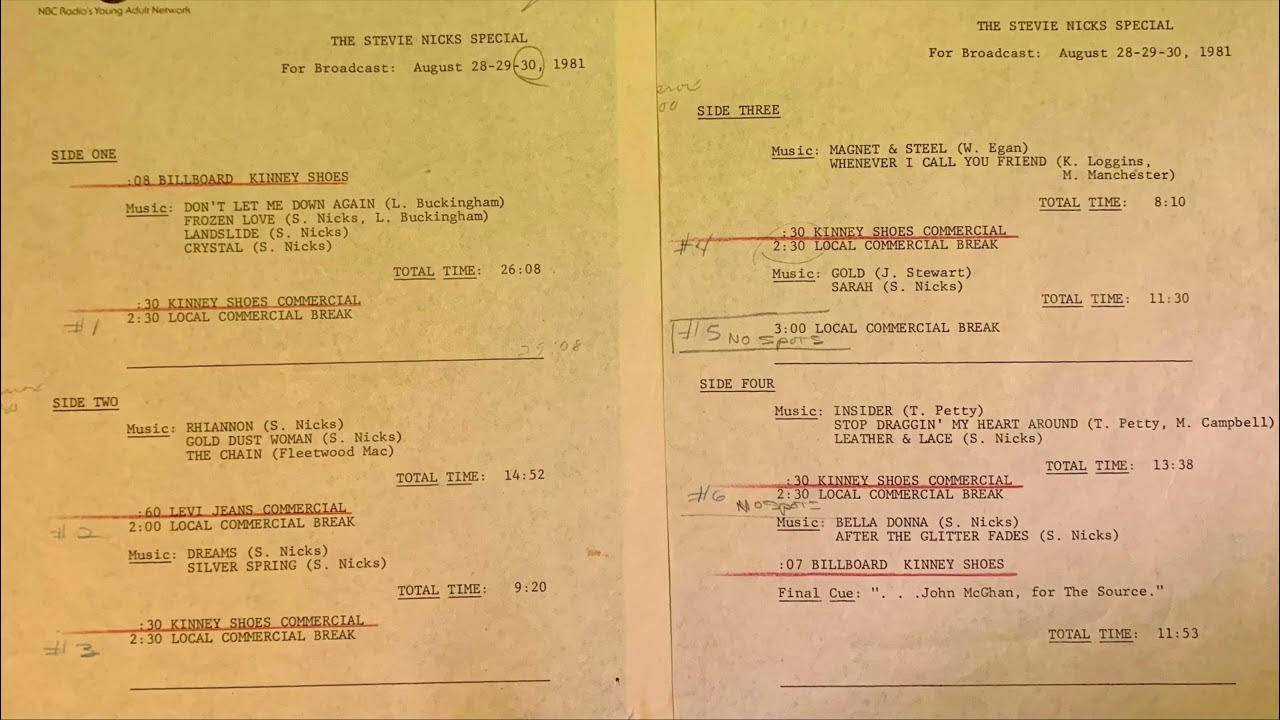 NBC Radio's Young Adult Network
THE STEVIE NICKS SPECIAL
For Broadcast: August 28-29-30, 1981
SIDE ONE
:08 BILLBOARD KINNEY SHOES
Music: DON'T LET ME DOWN AGAIN (L. Buckingham)
FROZEN LOVE (S. Nicks, L. Buckingham)
LANDSLIDE (S. Nicks)
CRYSTAL (S. Nicks)
TOTAL TIME: 26:08
:30 KINNEY SHOES COMMERCIAL
#1 2:30 LOCAL COMMERCIAL BREAK
29:08
SIDE TWO
Music: RHIANNON (S. Nicks)
GOLD DUST WOMAN (S. Nicks)
THE CHAIN (Fleetwood Mac)
TOTAL TIME: 14:52
:60 LEVI JEANS COMMERCIAL
#2 2:00 LOCAL COMMERCIAL BREAK
Music: DREAMS (S. Nicks)
SILVER SPRING (S. Nicks)
TOTAL TIME: 9:20
:30 KINNEY SHOES COMMERCIAL
#3 2:30 LOCAL COMMERCIAL BREAK
THE STEVIE NICKS SPECIAL
For Broadcast: August 28-29-30, 1981
SIDE THREE
Music: MAGNET & STEEL (W. Egan)
WHENEVER I CALL YOU FRIEND (K. Loggins,
M. Manchester)
TOTAL TIME: 8:10
:30 KINNEY SHOES COMMERCIAL
#4 2:30 LOCAL COMMERCIAL BREAK
Music: GOLD (J. Stewart)
SARAH (S. Nicks)
TOTAL TIME: 11:30
3:00 LOCAL COMMERCIAL BREAK
#5 No Spots
SIDE FOUR
Music: INSIDER (T. Petty)
STOP DRAGGIN' MY HEART AROUND (T. Petty, M. Campbell)
LEATHER & LACE (S. Nicks)
TOTAL TIME: 13:38
:30 KINNEY SHOES COMMERCIAL
2:30 LOCAL COMMERCIAL BREAK
#6 No Spots
Music: BELLA DONNA (S. Nicks)
AFTER THE GLITTER FADES (S. Nicks)
:07 BILLBOARD KINNEY SHOES
Final Cue: ". . .John McGhan, for The Source."
TOTAL TIME: 11:53